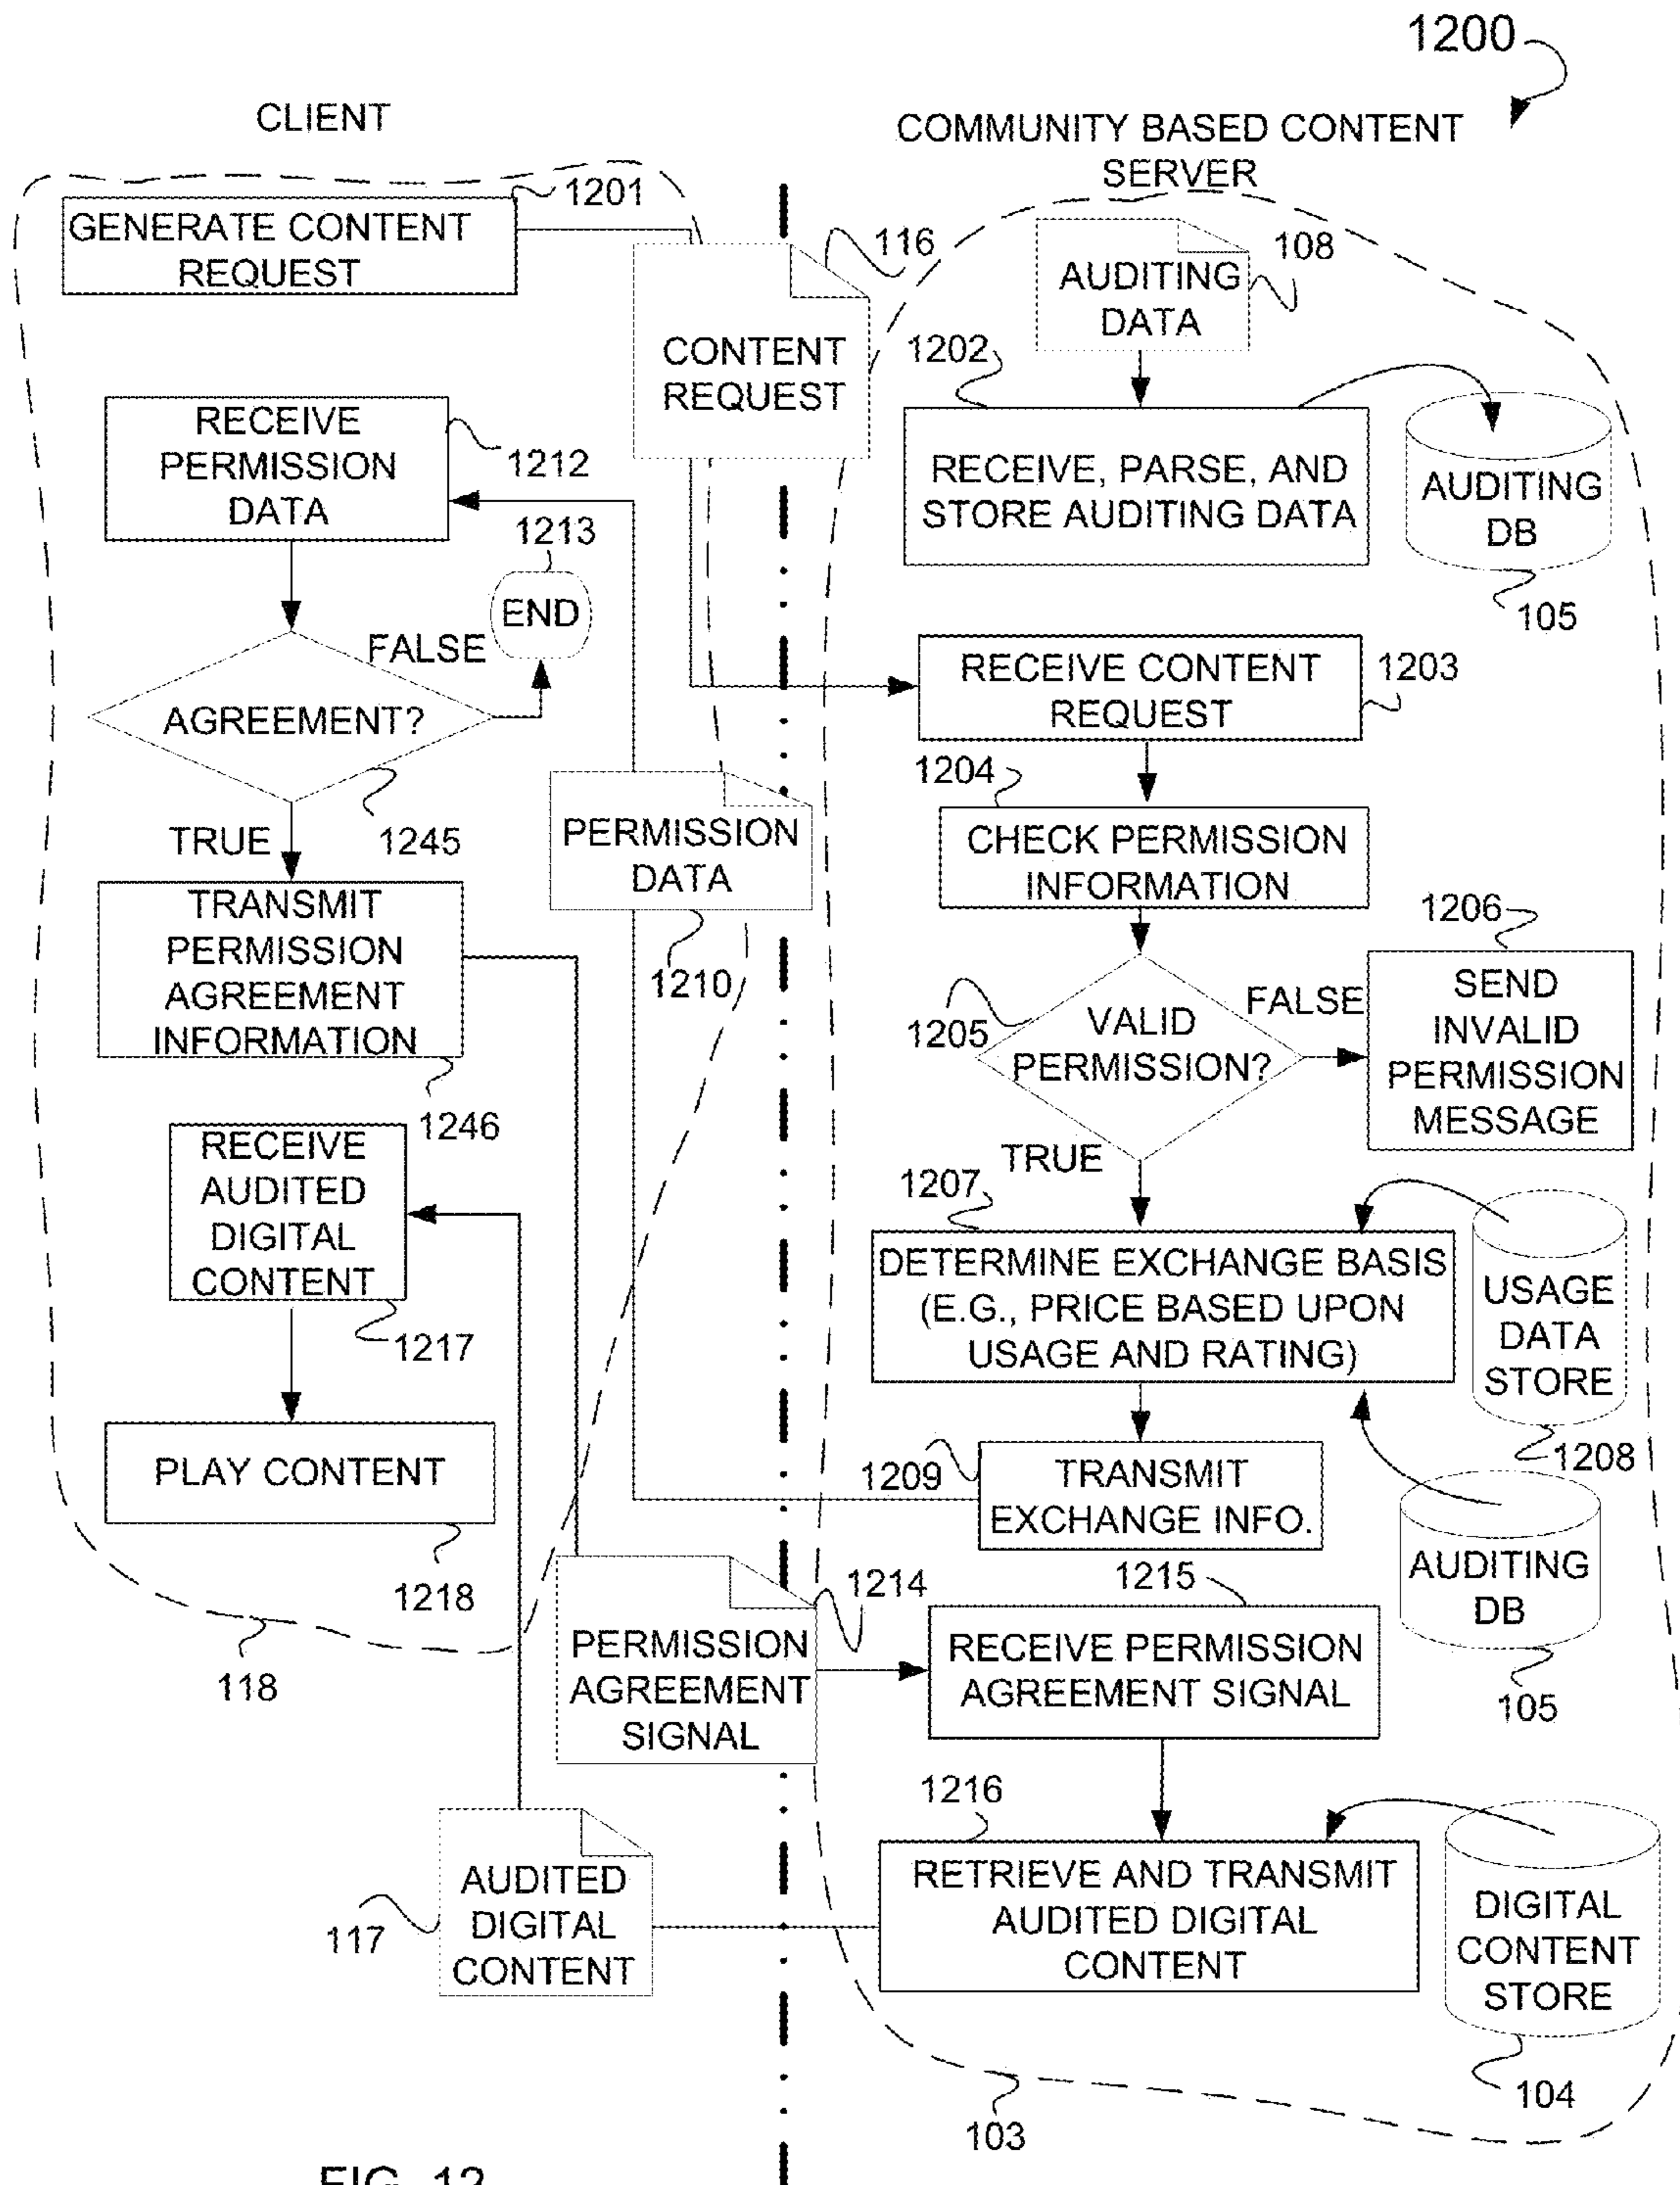 1200
CLIENT
COMMUNITY BASED CONTENT
SERVER
1201
GENERATE CONTENT
REQUEST
116
CONTENT
REQUEST
AUDITING
DATA
108
1202
RECEIVE, PARSE, AND
STORE AUDITING DATA
AUDITING
DB
105
RECEIVE
PERMISSION
DATA
1212
1213
END
FALSE
AGREEMENT?
1245
TRUE
RECEIVE CONTENT
REQUEST
1203
1204
CHECK PERMISSION
INFORMATION
PERMISSION
DATA
1210
TRANSMIT
PERMISSION
AGREEMENT
INFORMATION
1246
1205
VALID
PERMISSION?
FALSE
1206
SEND
INVALID
PERMISSION
MESSAGE
TRUE
RECEIVE
AUDITED
DIGITAL
CONTENT
1217
1207
DETERMINE EXCHANGE BASIS
(E.G., PRICE BASED UPON
USAGE AND RATING)
USAGE
DATA
STORE
1208
PLAY CONTENT
1218
1209
TRANSMIT
EXCHANGE INFO.
AUDITING
DB
105
118
PERMISSION
AGREEMENT
SIGNAL
1214
1215
RECEIVE PERMISSION
AGREEMENT SIGNAL
1216
RETRIEVE AND TRANSMIT
AUDITED DIGITAL
CONTENT
AUDITED
DIGITAL
CONTENT
117
DIGITAL
CONTENT
STORE
104
103
FIG. 12